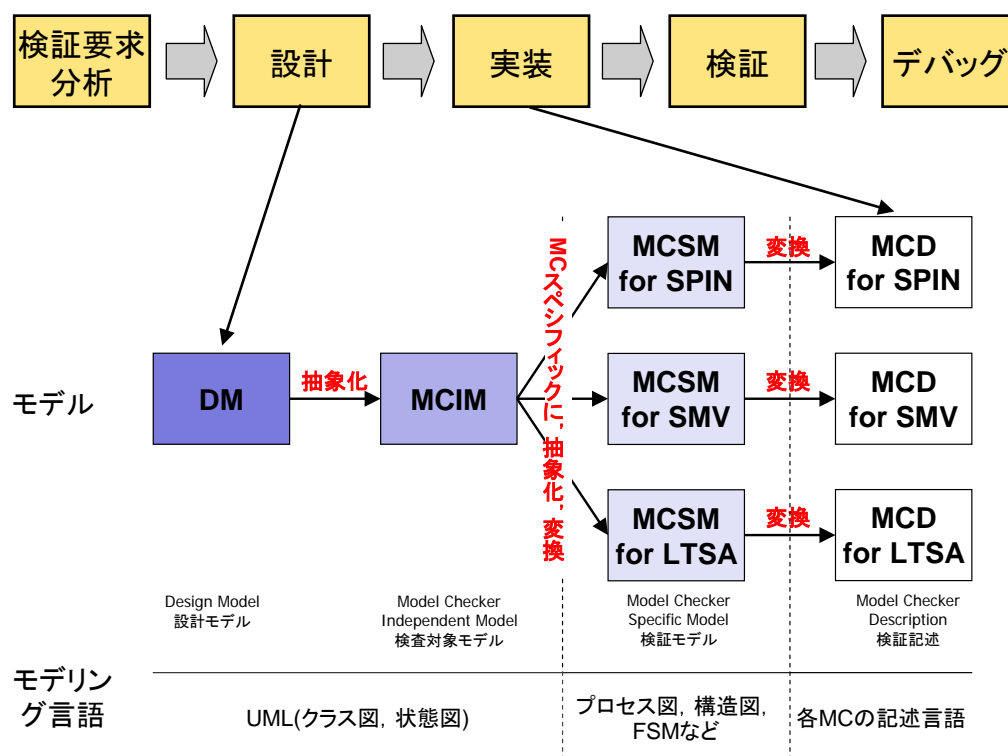 検証要求
分析
設計
実装
検証
デバッグ
MCスペシフィックに, 抽象化, 変換
MCSM
for SPIN
変換
MCD
for SPIN
モデル
DM
抽象化
MCIM
MCSM
for SMV
変換
MCD
for SMV
MCSM
for LTSA
変換
MCD
for LTSA
Design Model
設計モデル
Model Checker
Independent Model
検査対象モデル
Model Checker
Specific Model
検証モデル
Model Checker
Description
検証記述
モデリン
グ言語
UML(クラス図, 状態図)
プロセス図, 構造図,
FSMなど
各MCの記述言語